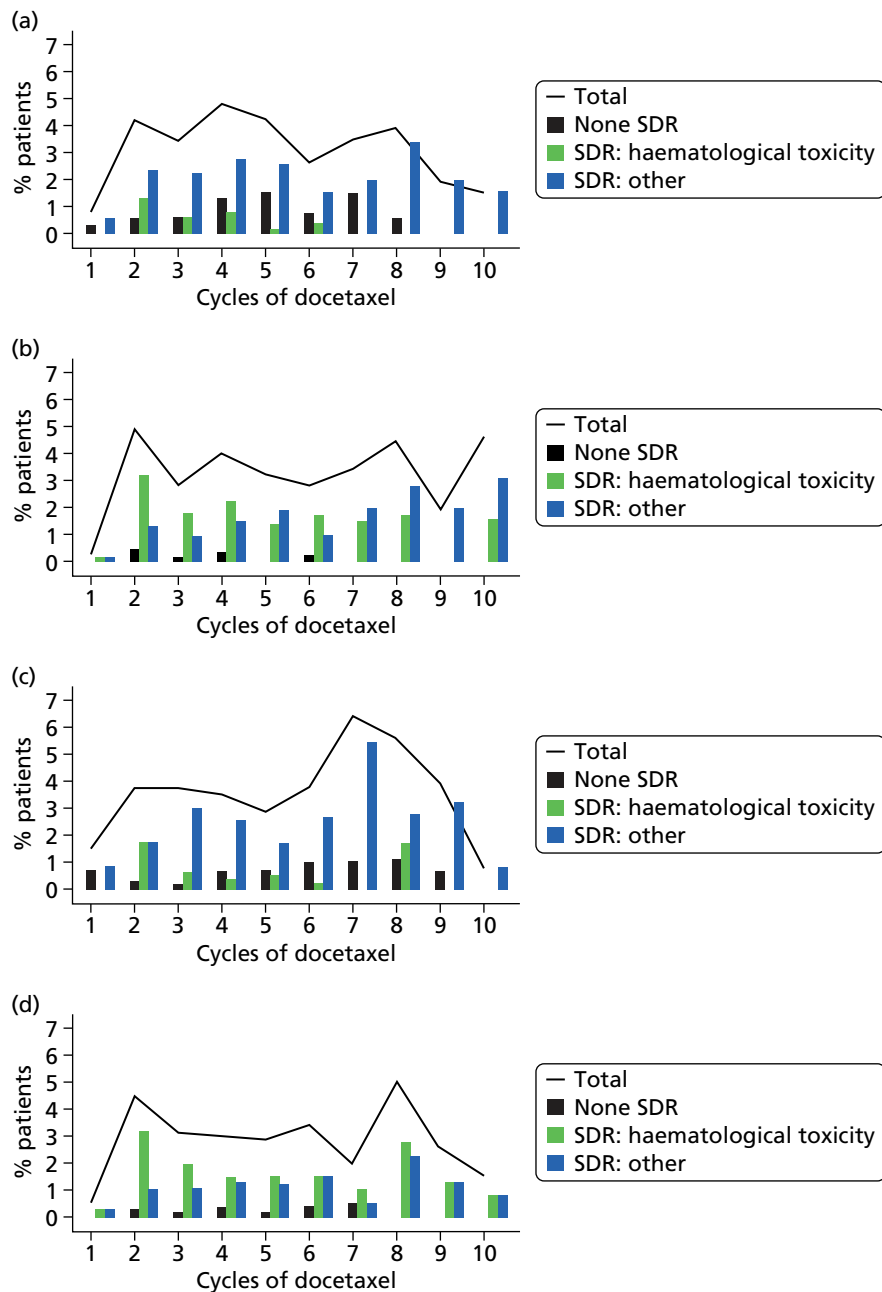 (a)
7
6
5
4
3
2
1
0
% patients
1 2 3 4 5 6 7 8 9 10
Cycles of docetaxel
Total
None SDR
SDR: haematological toxicity
SDR: other
(b)
7
6
5
4
3
2
1
0
% patients
1 2 3 4 5 6 7 8 9 10
Cycles of docetaxel
Total
None SDR
SDR: haematological toxicity
SDR: other
(c)
7
6
5
4
3
2
1
0
% patients
1 2 3 4 5 6 7 8 9 10
Cycles of docetaxel
Total
None SDR
SDR: haematological toxicity
SDR: other
(d)
7
6
5
4
3
2
1
0
% patients
1 2 3 4 5 6 7 8 9 10
Cycles of docetaxel
Total
None SDR
SDR: haematological toxicity
SDR: other